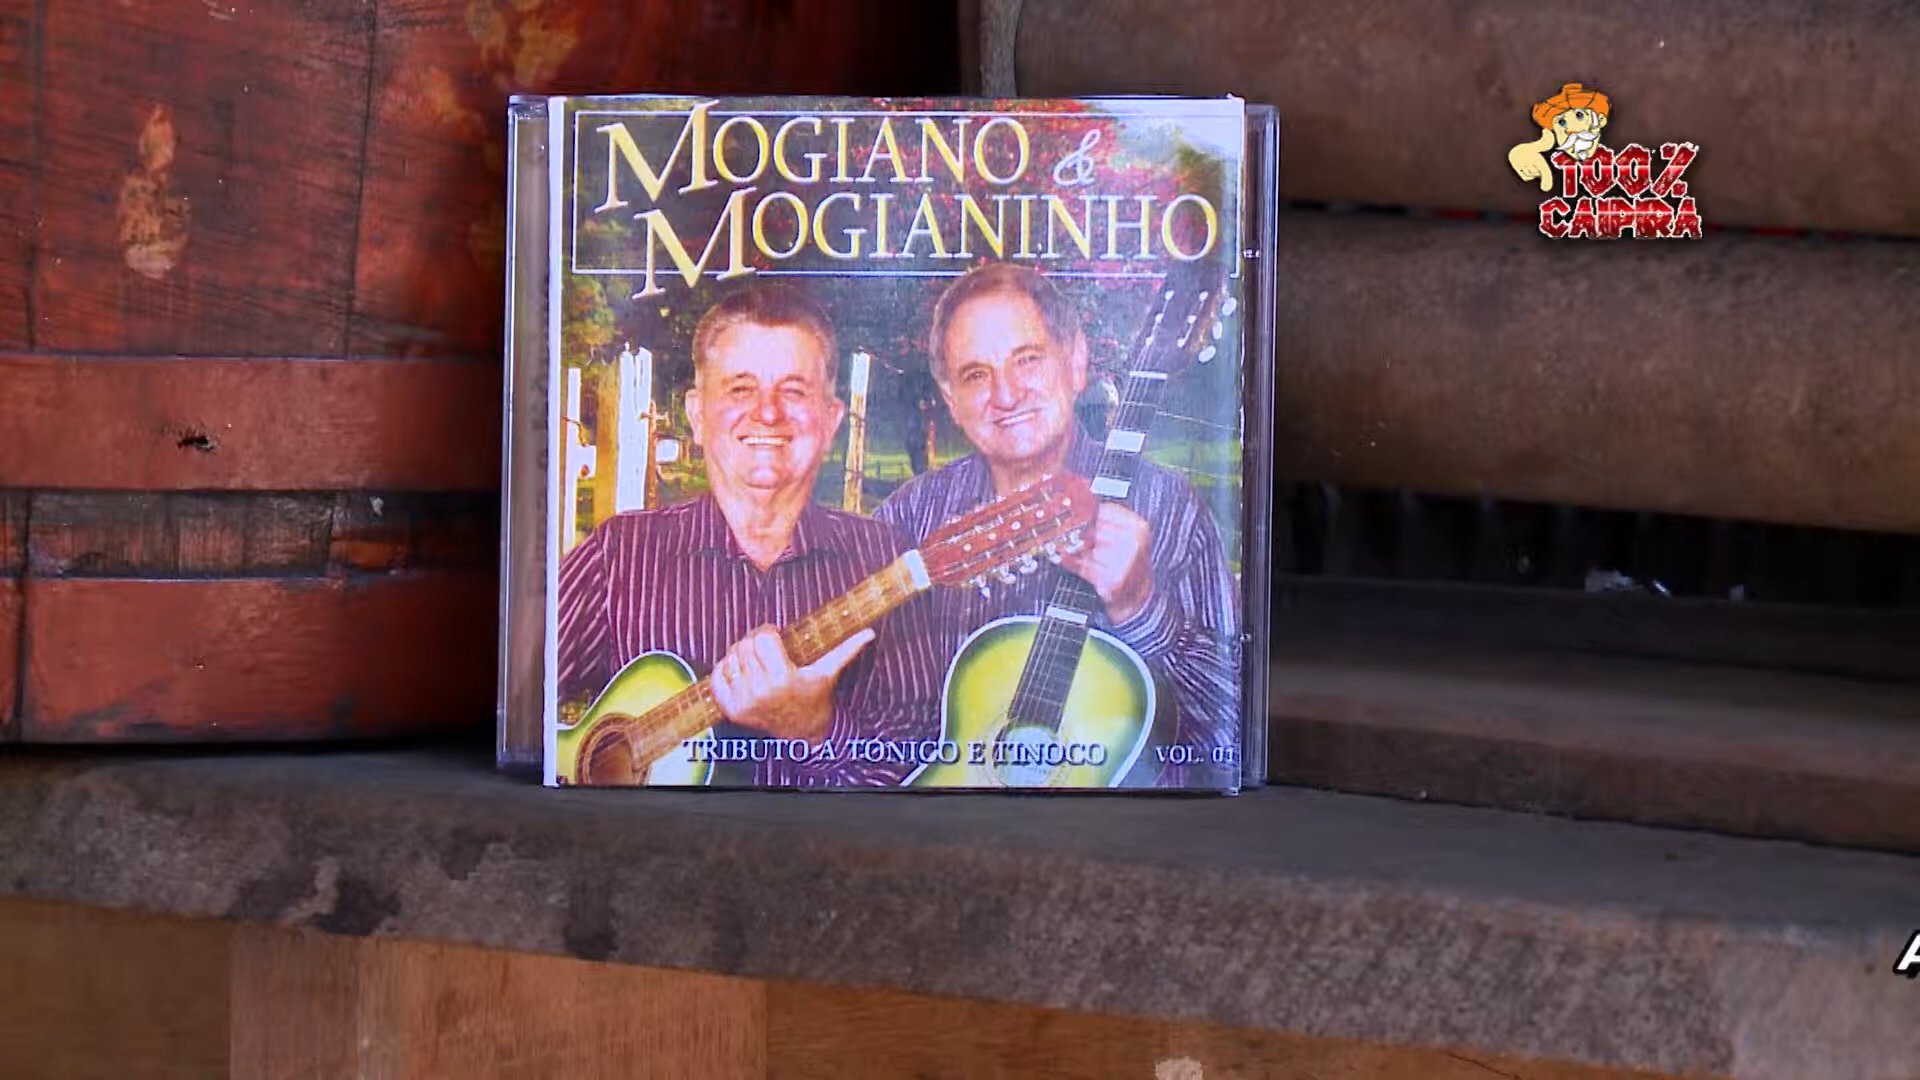 MOGIANO &
MOGIANINHO
TRIBUTO A TONICO E TINOCO VOL. 01
100%
CAIPIRA
A